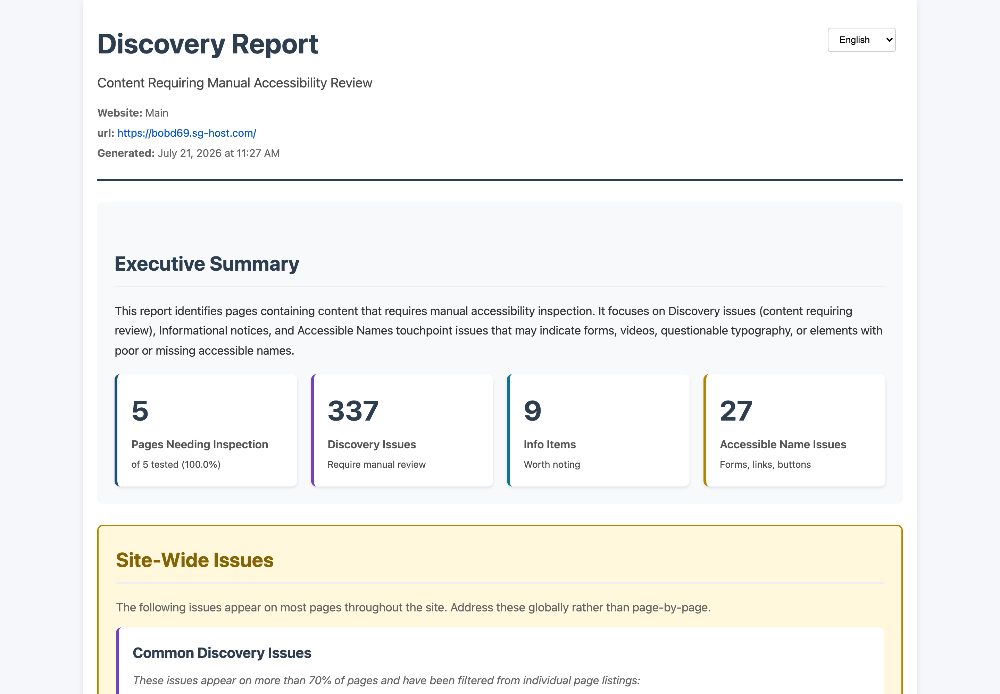 Discovery Report
English
Content Requiring Manual Accessibility Review
Website: Main
url: https://bobd69.sg-host.com/
Generated: July 21, 2026 at 11:27 AM
Executive Summary
This report identifies pages containing content that requires manual accessibility inspection. It focuses on Discovery issues (content requiring
review), Informational notices, and Accessible Names touchpoint issues that may indicate forms, videos, questionable typography, or elements with
poor or missing accessible names.
5
Pages Needing Inspection
of 5 tested (100.0%)
337
Discovery Issues
Require manual review
9
Info Items
Worth noting
27
Accessible Name Issues
Forms, links, buttons
Site-Wide Issues
The following issues appear on most pages throughout the site. Address these globally rather than page-by-page.
Common Discovery Issues
These issues appear on more than 70% of pages and have been filtered from individual page listings: